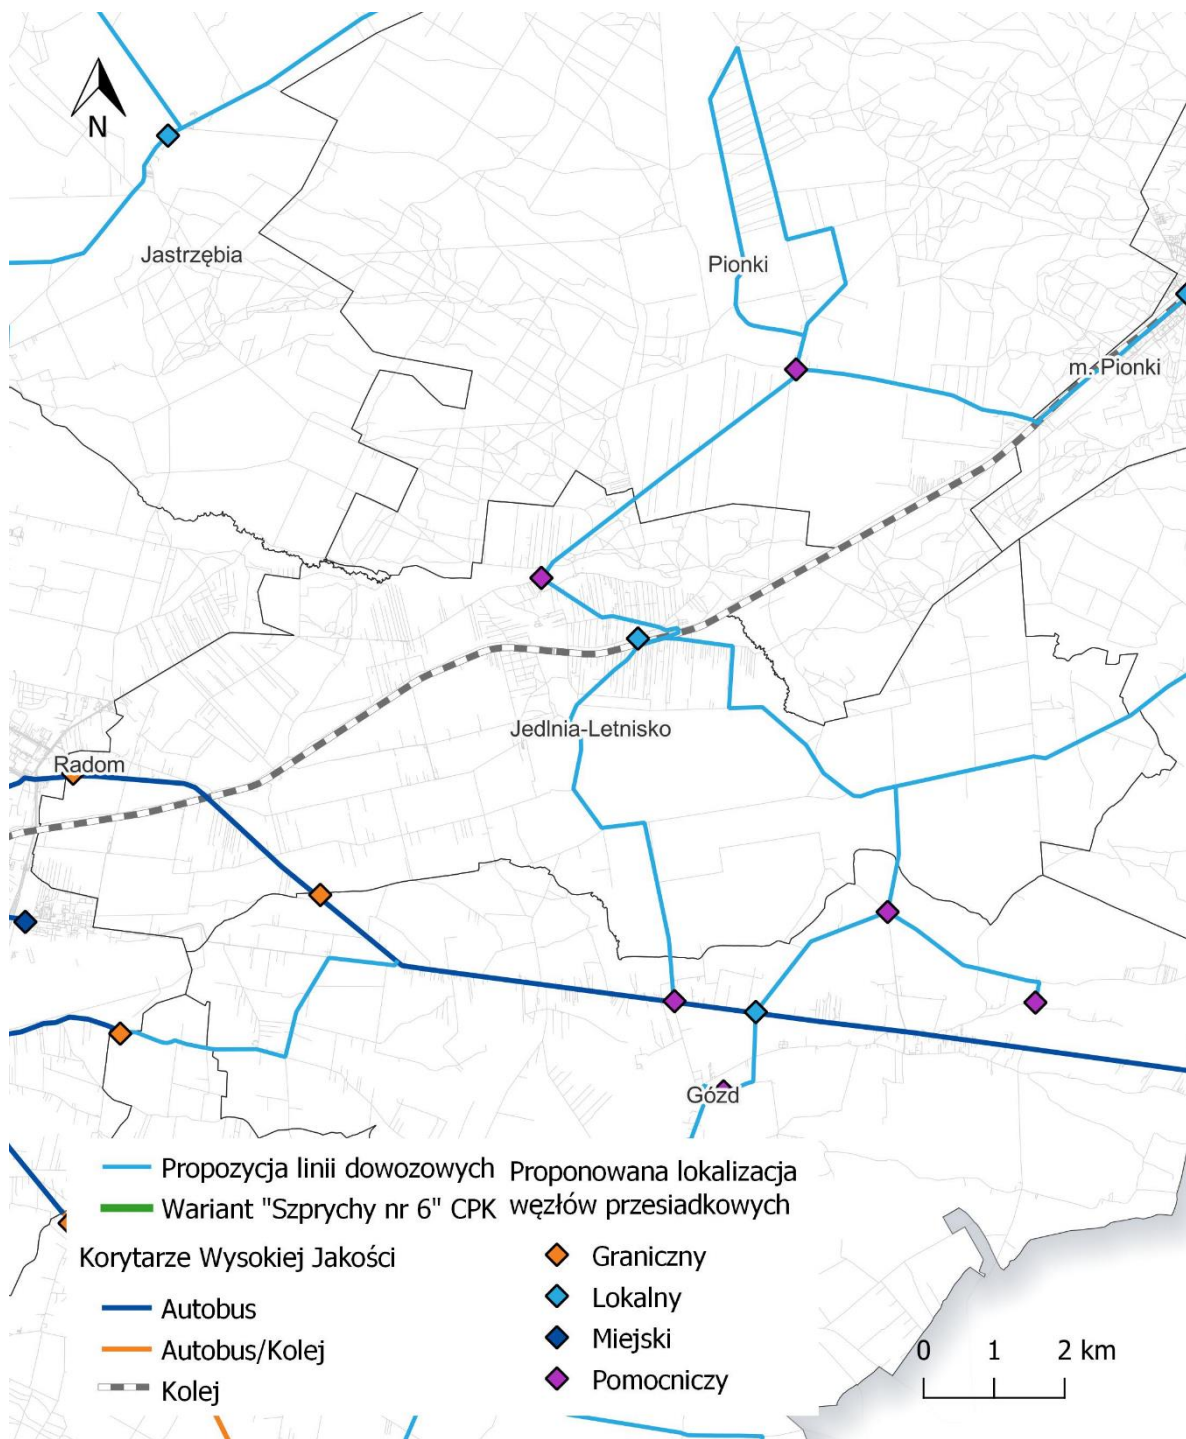 N
Jastrzębia
Pionki
m. Pionki
Jedlnia-Letnisko
Radom
Gózd
Propozycja linii dowozowych
Wariant "Szprychy nr 6" CPK
Korytarze Wysokiej Jakości
Autobus
Autobus/Kolej
Kolej
Proponowana lokalizacja
węzłów przesiadkowych
Graniczny
Lokalny
Miejski
Pomocniczy
0 1 2 km